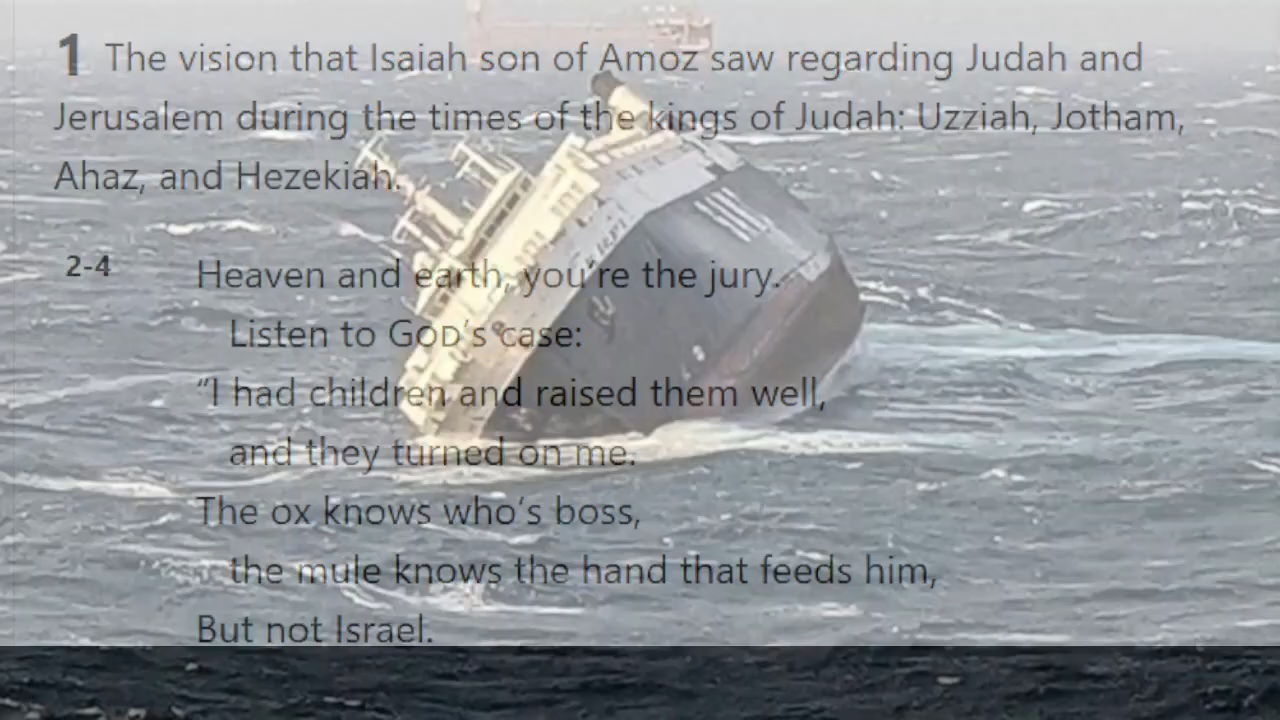 1 The vision that Isaiah son of Amoz saw regarding Judah and
Jerusalem during the times of the kings of Judah: Uzziah, Jotham,
Ahaz, and Hezekiah.
2-4 Heaven and earth, you’re the jury.
Listen to GOD’s case:
“I had children and raised them well,
and they turned on me.
The ox knows who’s boss,
the mule knows the hand that feeds him,
But not Israel.